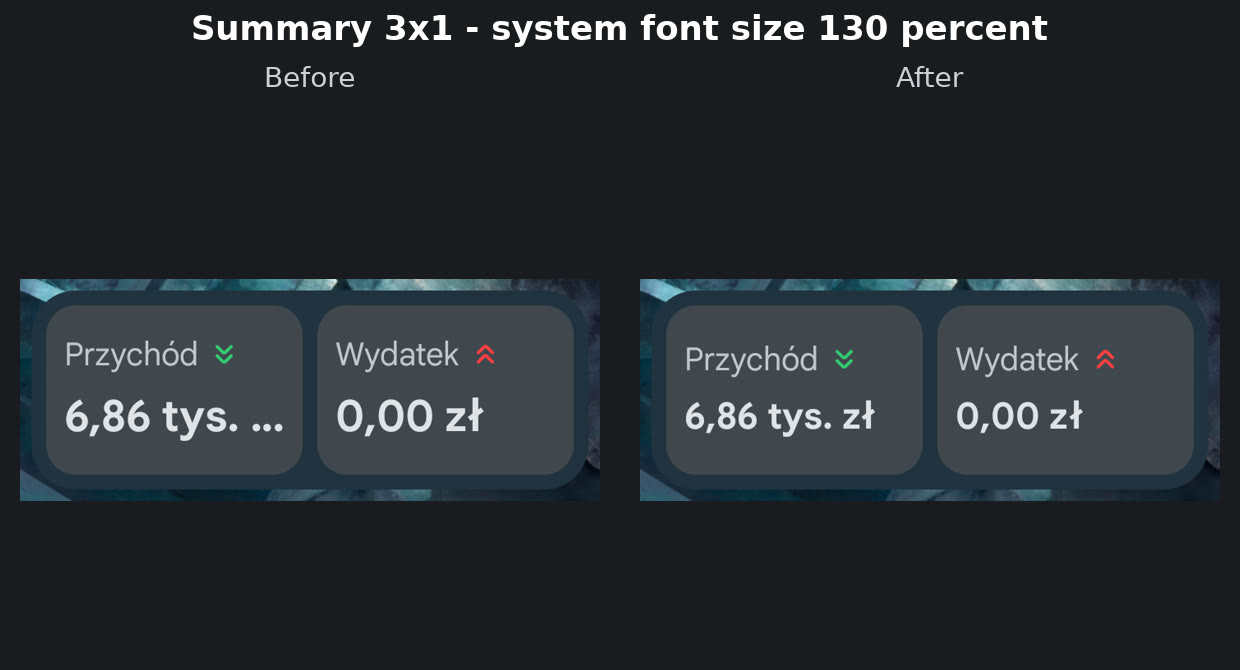 Summary 3x1 - system font size 130 percent
Before
After
Przychód
Wydatek
6,86 tys. ...
0,00 zł
Przychód
Wydatek
6,86 tys. zł
0,00 zł